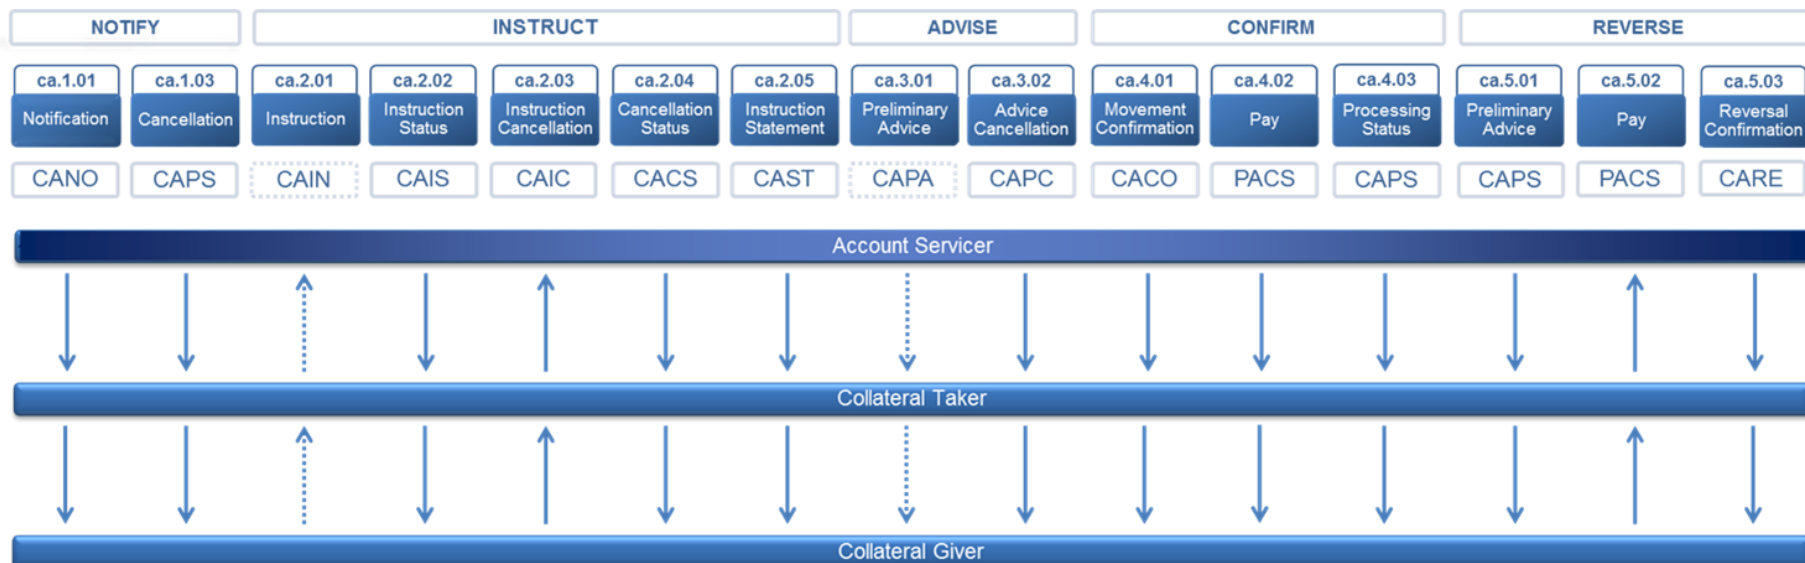 NOTIFY INSTRUCT ADVISE CONFIRM REVERSE
ca.1.01 ca.1.03 ca.2.01 ca.2.02 ca.2.03 ca.2.04 ca.2.05 ca.3.01 ca.3.02 ca.4.01 ca.4.02 ca.4.03 ca.5.01 ca.5.02 ca.5.03
Notification
Cancellation
Instruction
Instruction
Status
Instruction
Cancellation
Cancellation
Status
Instruction
Statement
Preliminary
Advice
Advice
Cancellation
Movement
Confirmation
Pay
Processing
Status
Preliminary
Advice
Pay
Reversal
Confirmation
CANO CAPS CAIN CAIS CAIC CACS CAST CAPA CAPC CACO PACS CAPS CAPS PACS CARE
Account Servicer
Collateral Taker
Collateral Giver